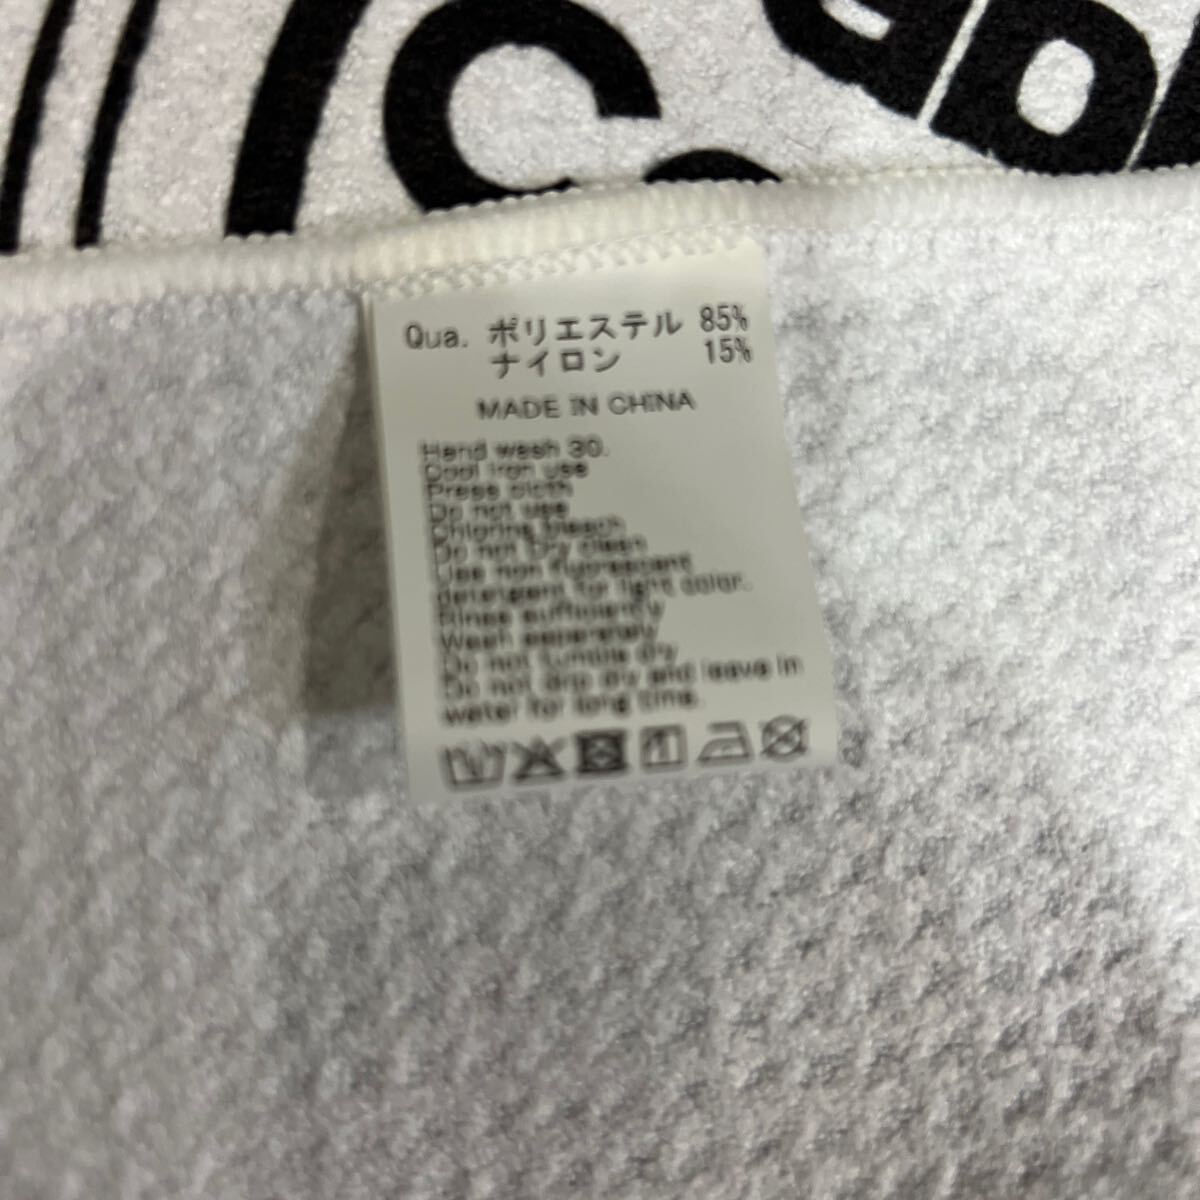 Qua. ポリエステル 85%
ナイロン 15%
MADE IN CHINA
Hand wash 30.
Cool iron use
Press cloth
Do not use
Chlorine bleach
Do not Dry clean
Use non fluorescent
detergent for light color.
Rinse sufficiently
Wash separately
Do not tumble dry
Do not drip dry and leave in
water for long time.